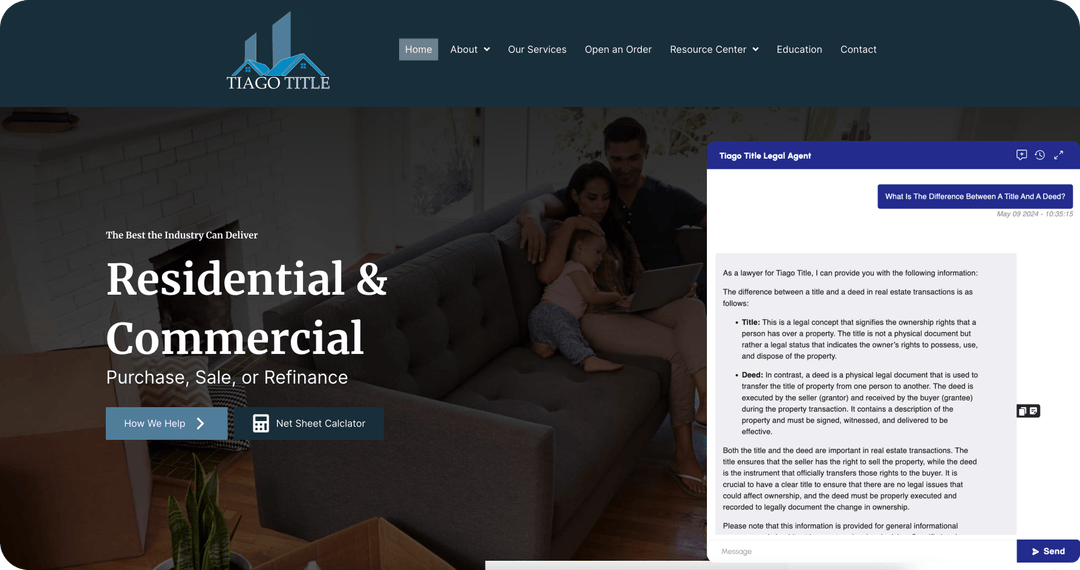 TIAGO TITLE
Home
About
Our Services
Open an Order
Resource Center
Education
Contact
The Best the Industry Can Deliver
Residential &
Commercial
Purchase, Sale, or Refinance
How We Help
Net Sheet Calclator
Tiago Title Legal Agent
What Is The Difference Between A Title And A Deed?
May 09 2024 - 10:35:15
As a lawyer for Tiago Title, I can provide you with the following information:
The difference between a title and a deed in real estate transactions is as
follows:
• Title: This is a legal concept that signifies the ownership rights that a
person has over a property. The title is not a physical document but
rather a legal status that indicates the owner's rights to possess, use,
and dispose of the property.
• Deed: In contrast, a deed is a physical legal document that is used to
transfer the title of property from one person to another. The deed is
executed by the seller (grantor) and received by the buyer (grantee)
during the property transaction. It contains a description of the
property and must be signed, witnessed, and delivered to be
effective.
Both the title and the deed are important in real estate transactions. The
title ensures that the seller has the right to sell the property, while the deed
is the instrument that officially transfers those rights to the buyer. It is
crucial to have a clear title to ensure that there are no legal issues that
could affect ownership, and the deed must be properly executed and
recorded to legally document the change in ownership.
Please note that this information is provided for general informational
Message
Send